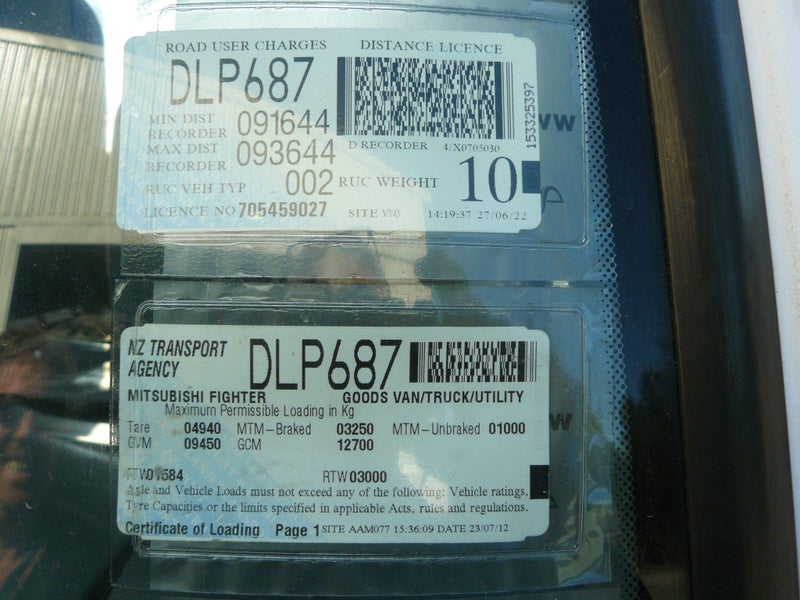 ROAD USER CHARGES DISTANCE LICENCE
DLP687
MIN DIST RECORDER 091644
MAX DIST RECORDER 093644
D RECORDER 4/X0705030
RUC VEH TYP 002 RUC WEIGHT 10
LICENCE NO 705459027 SITE VT43 14:19:37 27/06/22
153325397
NZ TRANSPORT AGENCY DLP687
MITSUBISHI FIGHTER GOODS VAN/TRUCK/UTILITY
Maximum Permissible Loading in Kg
Tare 04940 MTM-Braked 03250 MTM-Unbraked 01000
GVM 09450 GCM 12700
FTW 01584 RTW 03000
Axle and Vehicle Loads must not exceed any of the following: Vehicle ratings,
Tyre Capacities or the limits specified in applicable Acts, rules and regulations.
Certificate of Loading Page 1 SITE AAM077 15:36:09 DATE 23/07/12